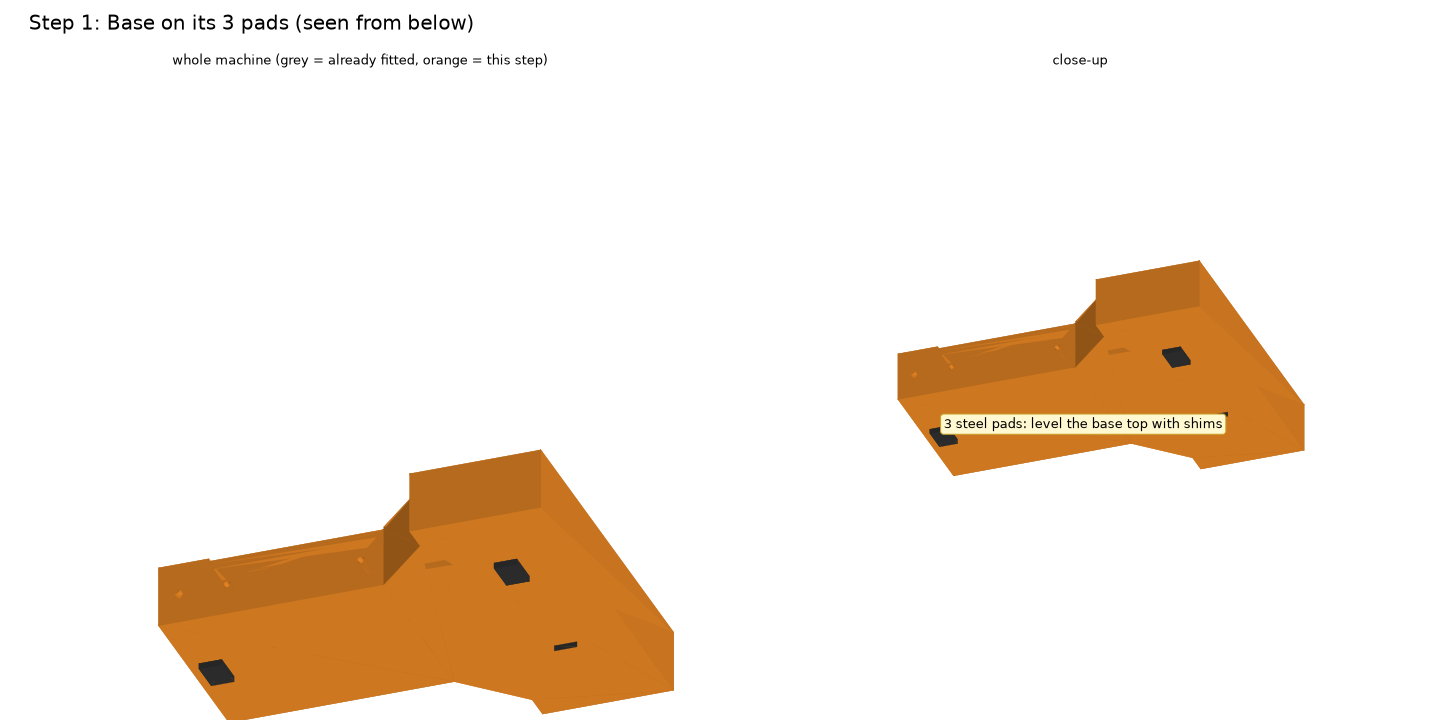 Step 1: Base on its 3 pads (seen from below)
whole machine (grey = already fitted, orange = this step)
close-up
3 steel pads: level the base top with shims